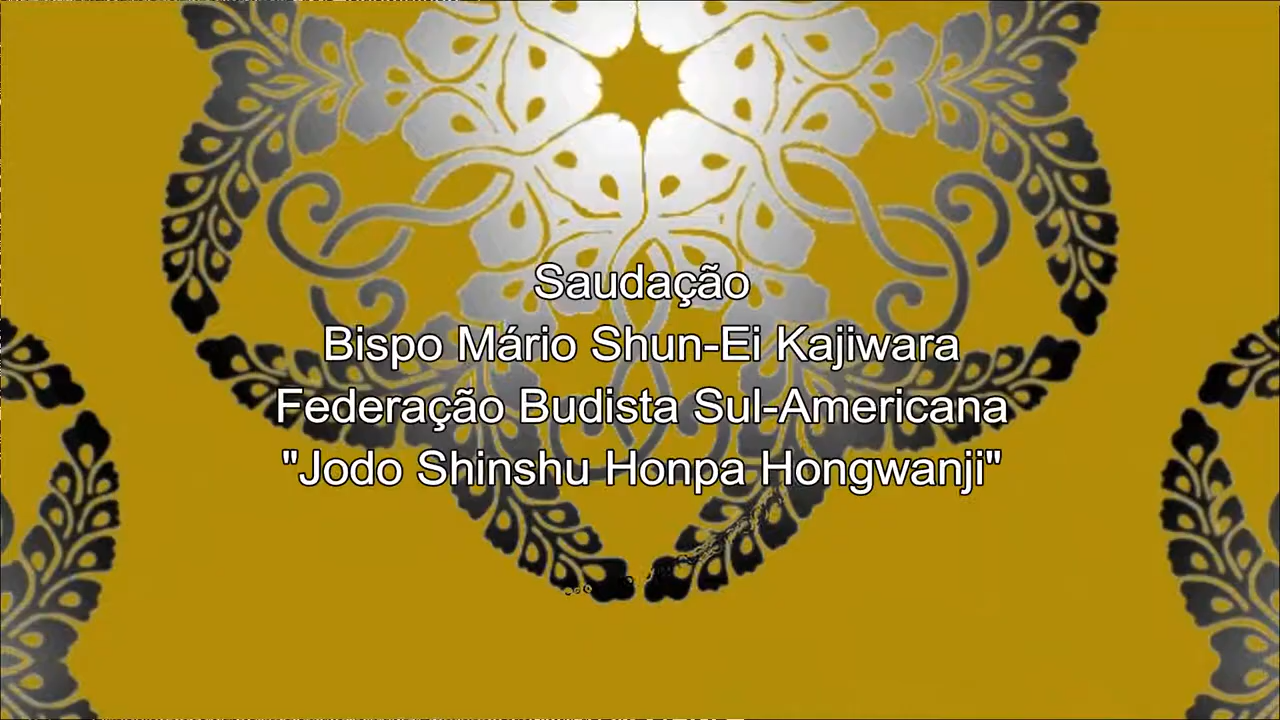 Saudação
Bispo Mário Shun-Ei Kajiwara
Federação Budista Sul-Americana
"Jodo Shinshu Honpa Hongwanji"